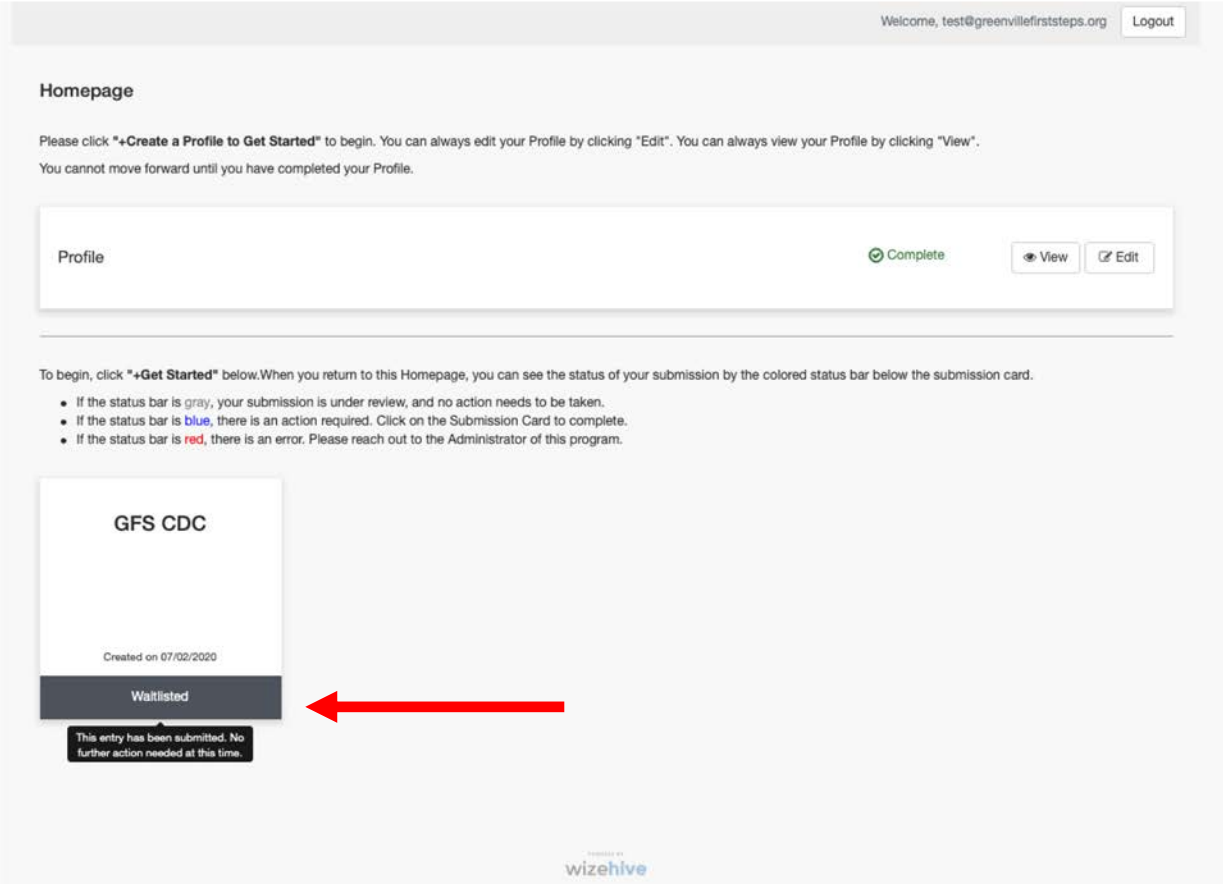 Welcome, test@greenvillefirststeps.org
Logout
Homepage
Please click "+Create a Profile to Get Started" to begin. You can always edit your Profile by clicking "Edit". You can always view your Profile by clicking "View".
You cannot move forward until you have completed your Profile.
Profile
Complete
View
Edit
To begin, click "+Get Started" below.When you return to this Homepage, you can see the status of your submission by the colored status bar below the submission card.
If the status bar is gray, your submission is under review, and no action needs to be taken.
If the status bar is blue, there is an action required. Click on the Submission Card to complete.
If the status bar is red, there is an error. Please reach out to the Administrator of this program.
GFS CDC
Created on 07/02/2020
Waitlisted
This entry has been submitted. No
further action needed at this time.
POWERED BY
wizehive